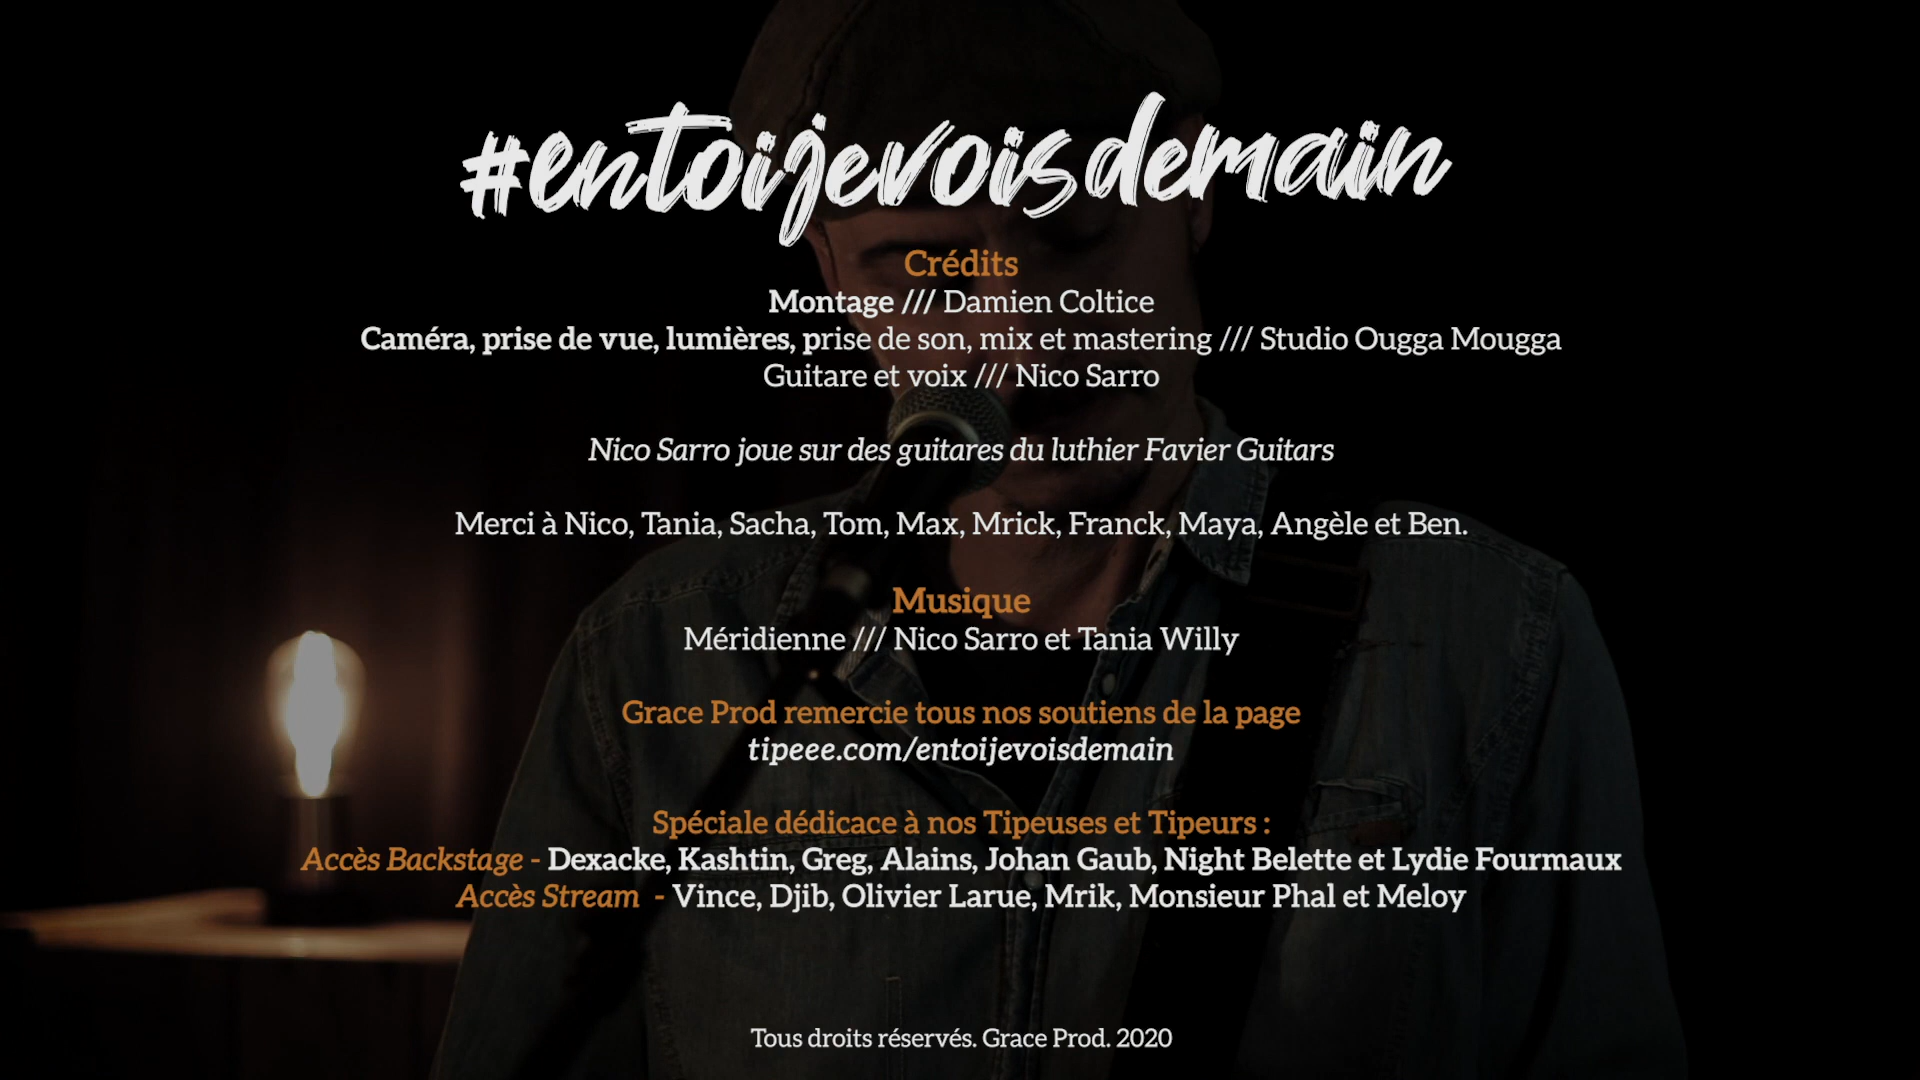 #entoijevoisdemain
Crédits
Montage /// Damien Coltice
Caméra, prise de vue, lumières, prise de son, mix et mastering /// Studio Ougga Mougga
Guitare et voix /// Nico Sarro
Nico Sarro joue sur des guitares du luthier Favier Guitars
Merci à Nico, Tania, Sacha, Tom, Max, Mrick, Franck, Maya, Angèle et Ben.
Musique
Méridienne /// Nico Sarro et Tania Willy
Grace Prod remercie tous nos soutiens de la page
tipeee.com/entoijevoisdemain
Spéciale dédicace à nos Tipeuses et Tipeurs :
Accès Backstage - Dexacke, Kashtin, Greg, Alains, Johan Gaub, Night Belette et Lydie Fourmaux
Accès Stream - Vince, Djib, Olivier Larue, Mrik, Monsieur Phal et Meloy
Tous droits réservés. Grace Prod. 2020